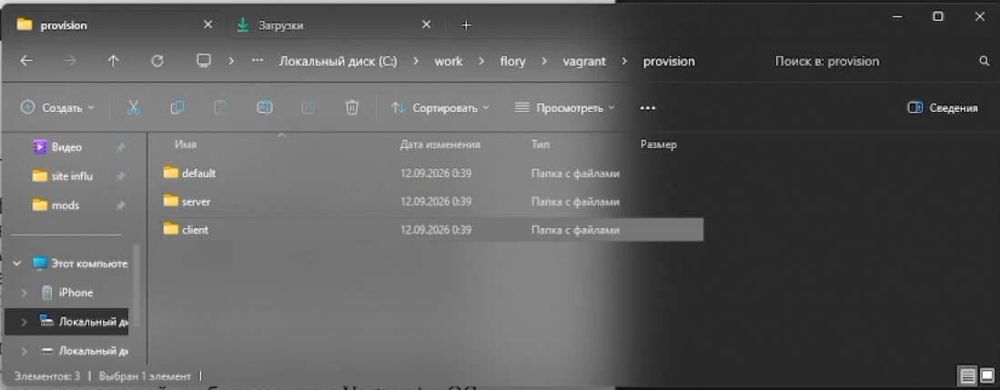 provision
Загрузки
Локальный диск (C:) > work > flory > vagrant > provision
Поиск в: provision
Создать
Сортировать
Просмотреть
Сведения
Видео
site influ
mods
Этот компьюте
iPhone
Локальный ди
Локальный ди
Имя Дата изменения Тип Размер
default 12.09.2026 0:39 Папка с файлами
server 12.09.2026 0:39 Папка с файлами
client 12.09.2026 0:39 Папка с файлами
Элементов: 3 | Выбран 1 элемент |